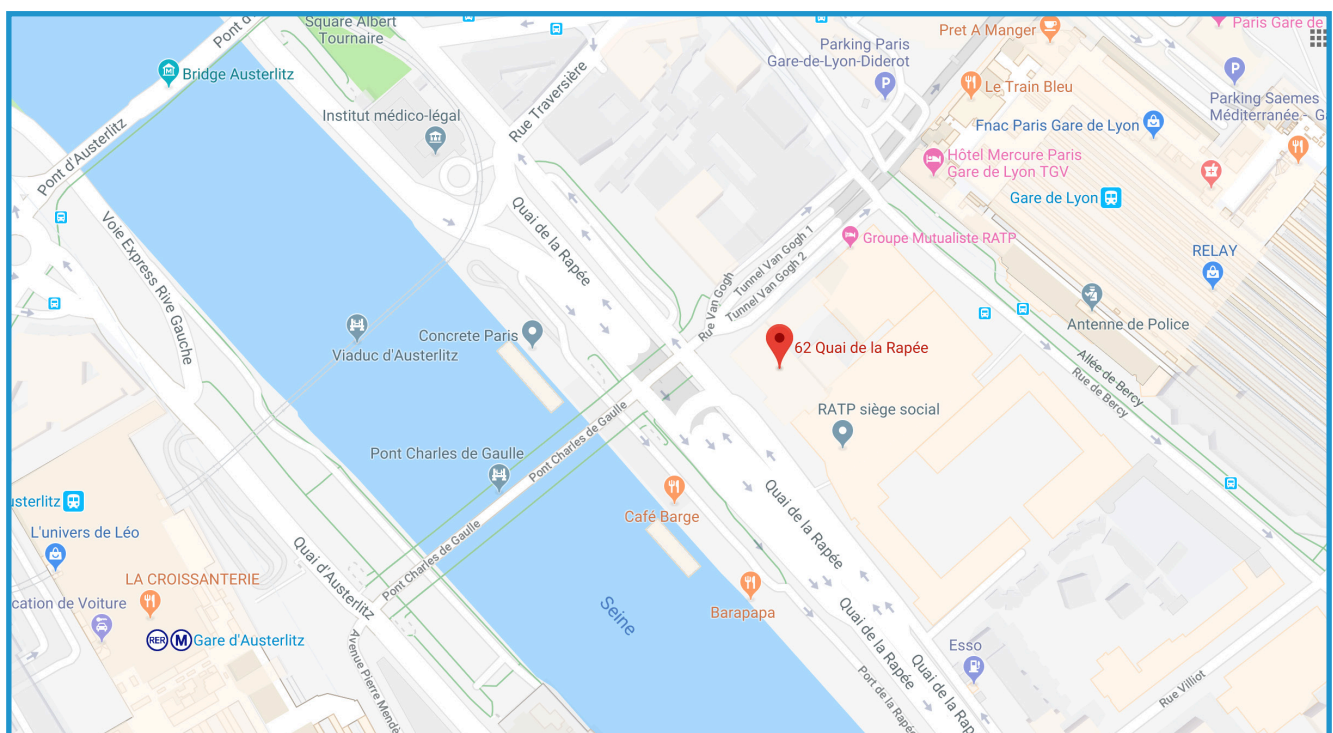 Pont d'
Square Albert
Tournaire
Pret A Manger
Paris Gare de
Parking Paris
Gare-de-Lyon-Diderot
P
Bridge Austerlitz
Le Train Bleu
P
Parking Saemes
Méditerranée - G
Institut médico-légal
Rue Traversière
Fnac Paris Gare de Lyon
Pont d'Austerlitz
Hôtel Mercure Paris
Gare de Lyon TGV
Gare de Lyon
Voie Express Rive Gauche
Quai de la Rapée
Groupe Mutualiste RATP
RELAY
Tunnel Van Gogh 1
Tunnel Van Gogh 2
Rue Van Gogh
Antenne de Police
Concrete Paris
Viaduc d'Austerlitz
62 Quai de la Rapée
Allée de Bercy
Rue de Bercy
RATP siège social
Pont Charles de Gaulle
Pont Charles de Gaulle
usterlitz
Café Barge
Quai de la Rapée
L'univers de Léo
Pont Charles de Gaulle
Quai d'Austerlitz
LA CROISSANTERIE
cation de Voiture
Seine
Barapapa
RER M Gare d'Austerlitz
Quai de la Rapée
Esso
Avenue Pierre Mendè
Port de la Rapée
Quai de la Rap
Rue Villiot